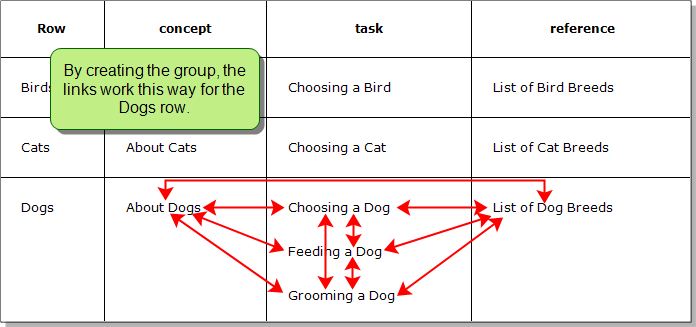 Row concept task reference
By creating the group, the
links work this way for the
Dogs row.
Birds Choosing a Bird List of Bird Breeds
Cats About Cats Choosing a Cat List of Cat Breeds
Dogs About Dogs Choosing a Dog List of Dog Breeds
Feeding a Dog
Grooming a Dog